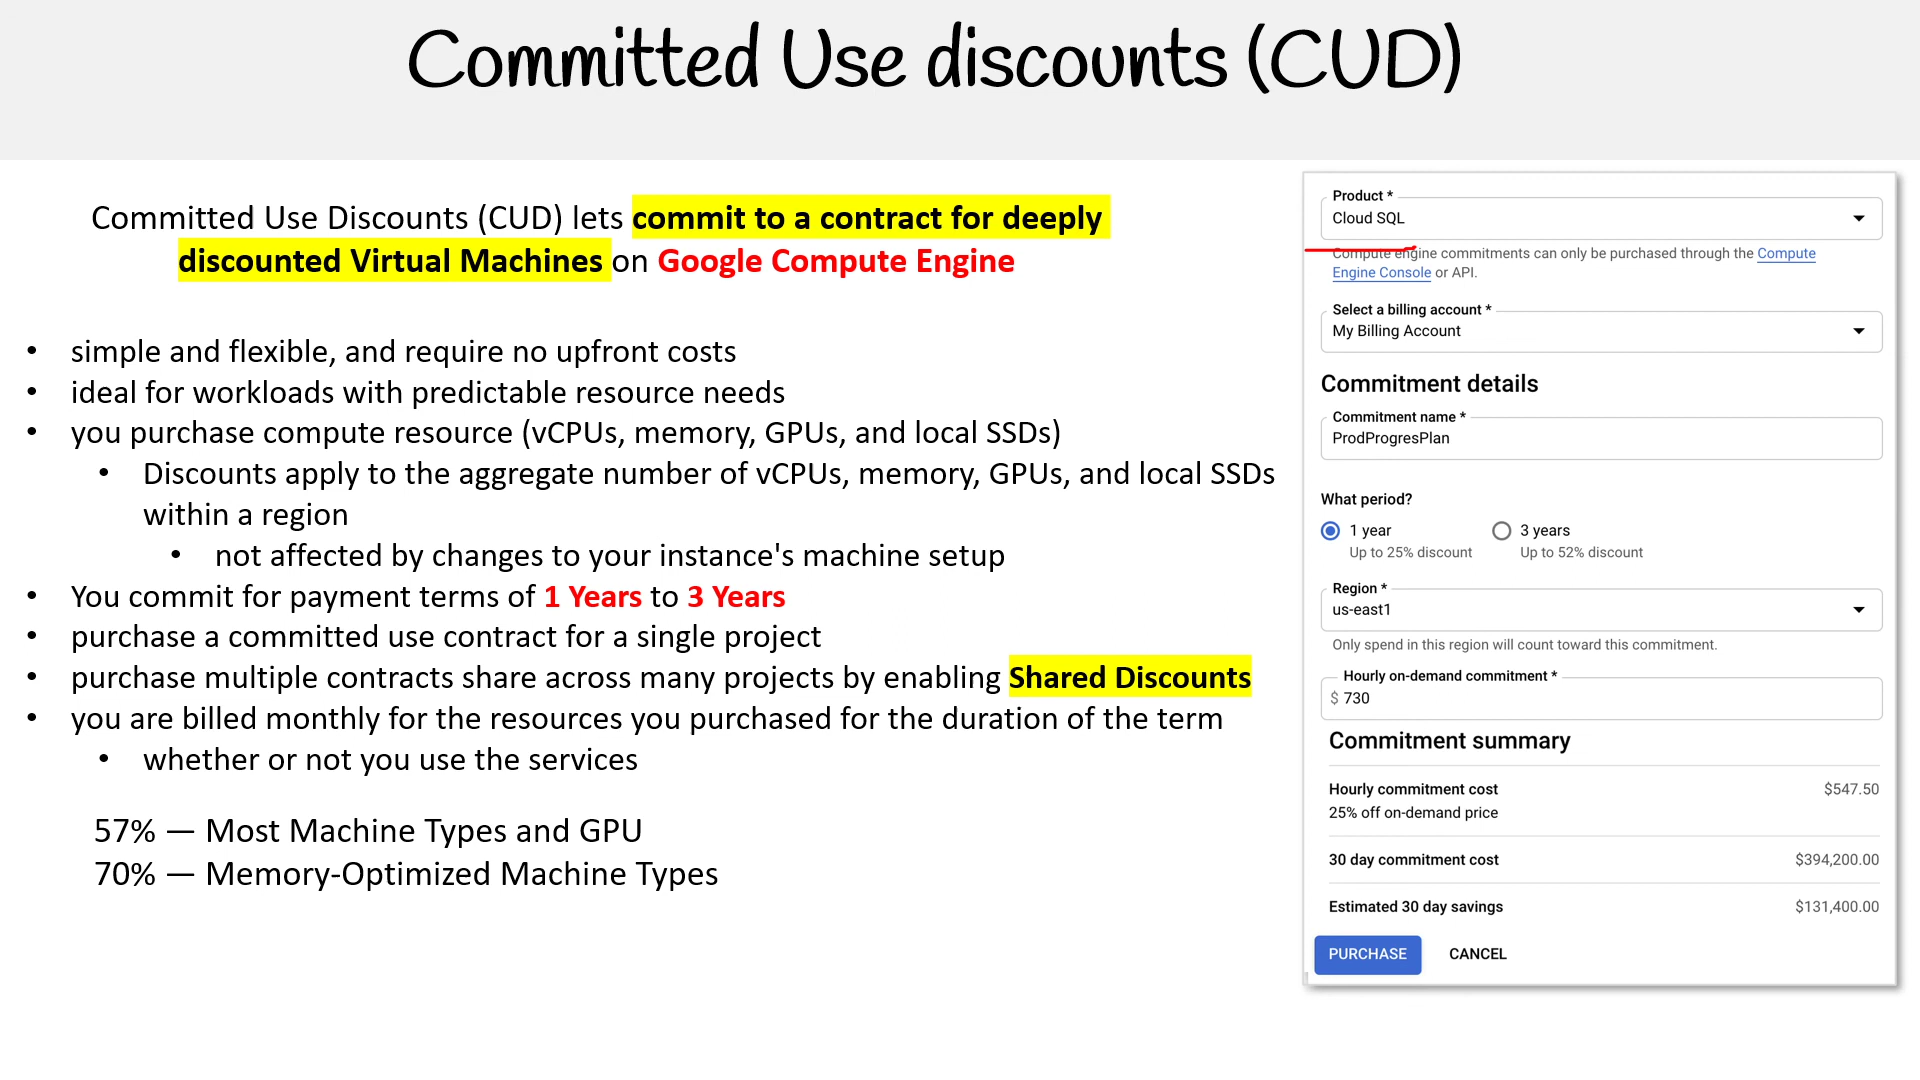 Committed Use discounts (CUD)
Committed Use Discounts (CUD) lets commit to a contract for deeply
discounted Virtual Machines on Google Compute Engine
• simple and flexible, and require no upfront costs
• ideal for workloads with predictable resource needs
• you purchase compute resource (vCPUs, memory, GPUs, and local SSDs)
• Discounts apply to the aggregate number of vCPUs, memory, GPUs, and local SSDs
within a region
• not affected by changes to your instance's machine setup
• You commit for payment terms of 1 Years to 3 Years
• purchase a committed use contract for a single project
• purchase multiple contracts share across many projects by enabling Shared Discounts
• you are billed monthly for the resources you purchased for the duration of the term
• whether or not you use the services
57% — Most Machine Types and GPU
70% — Memory-Optimized Machine Types
Product *
Cloud SQL
Compute engine commitments can only be purchased through the Compute
Engine Console or API.
Select a billing account *
My Billing Account
Commitment details
Commitment name *
ProdProgresPlan
What period?
1 year 3 years
Up to 25% discount Up to 52% discount
Region *
us-east1
Only spend in this region will count toward this commitment.
Hourly on-demand commitment *
$ 730
Commitment summary
Hourly commitment cost $547.50
25% off on-demand price
30 day commitment cost $394,200.00
Estimated 30 day savings $131,400.00
PURCHASE CANCEL